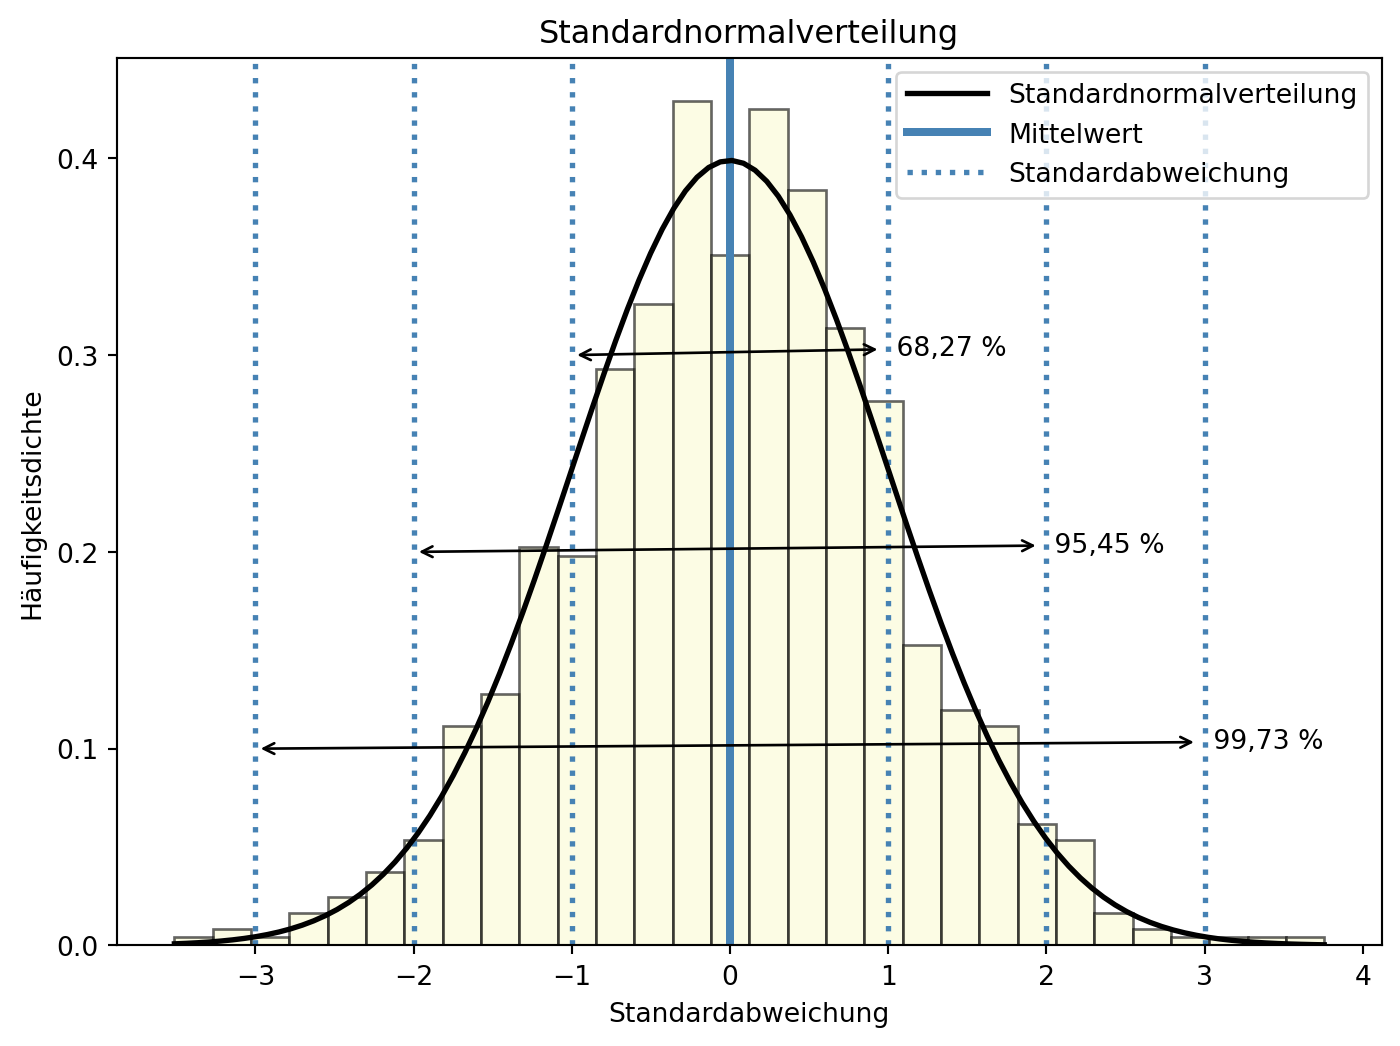 Standardnormalverteilung
Standardnormalverteilung
Mittelwert
Standardabweichung
0.4
0.3
0.2
0.1
0.0
Häufigkeitsdichte
68,27 %
95,45 %
99,73 %
−3 −2 −1 0 1 2 3 4
Standardabweichung